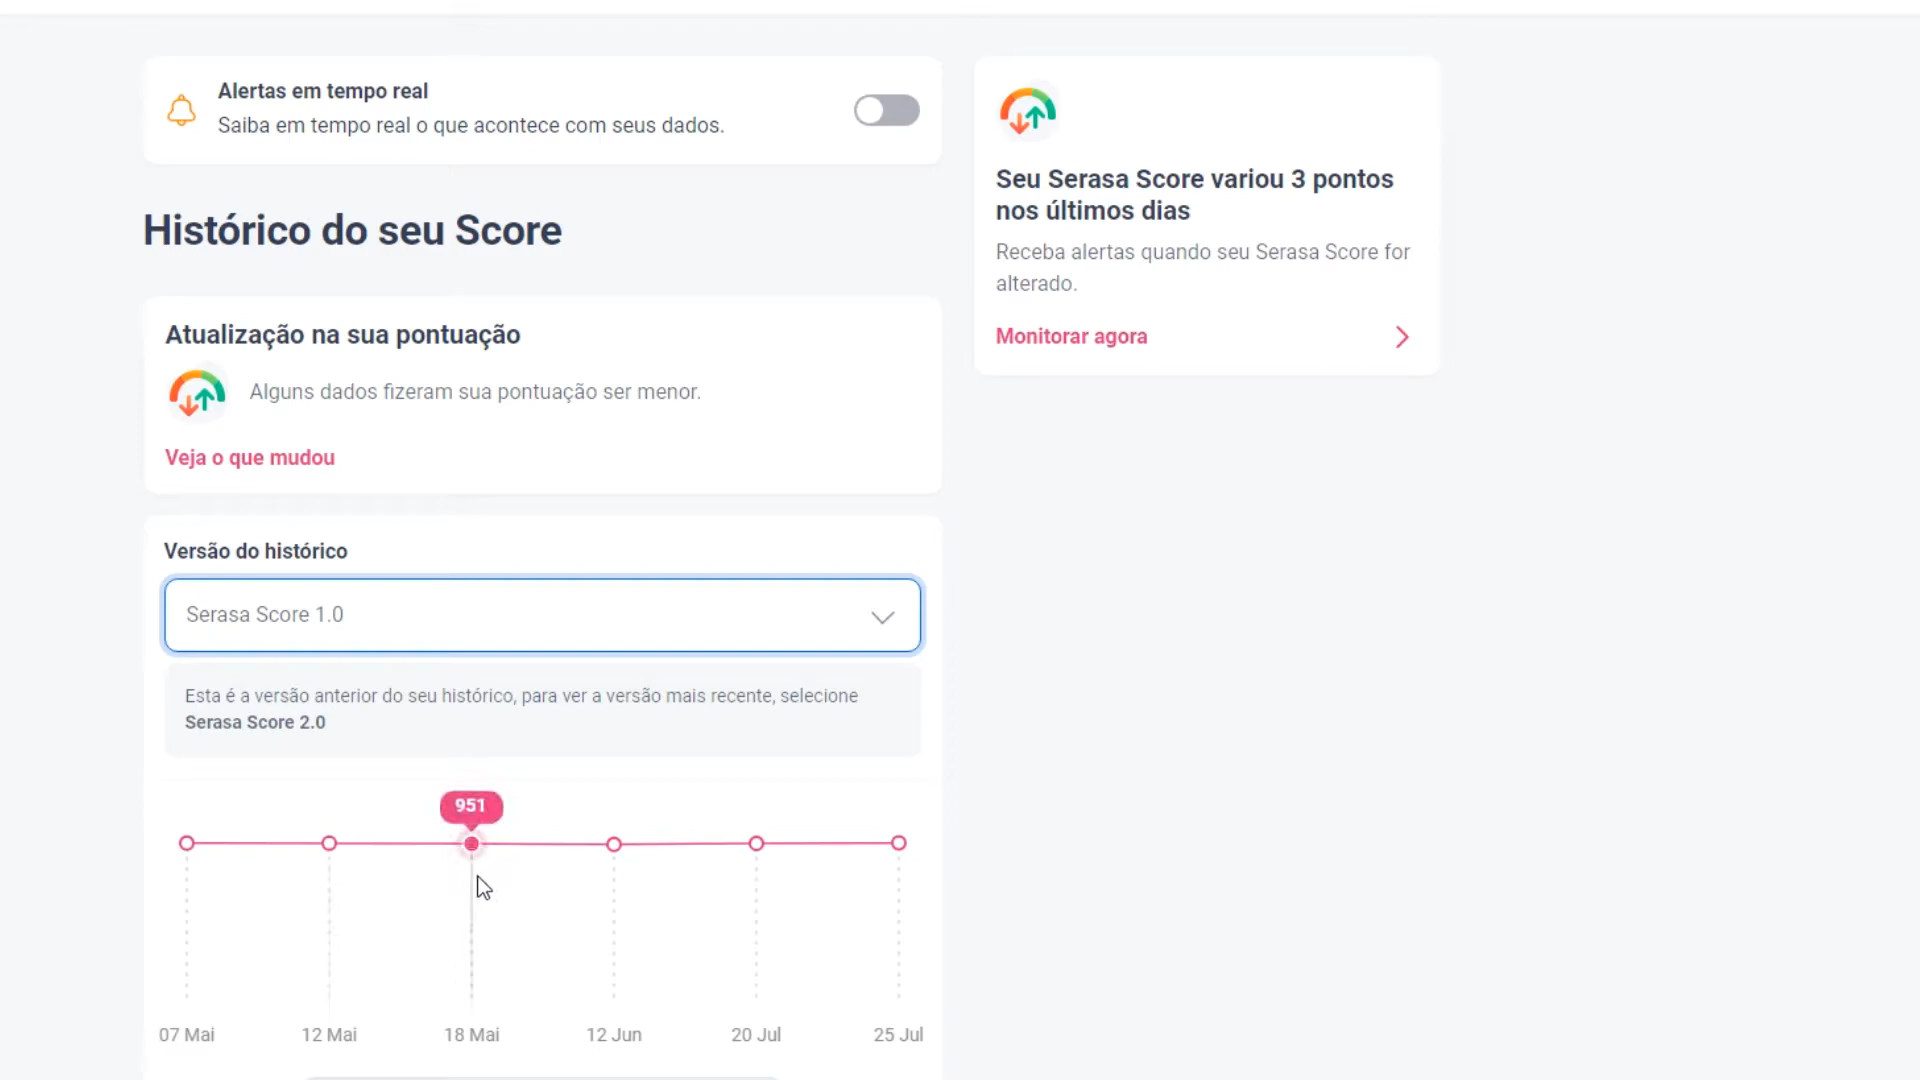 Alertas em tempo real
Saiba em tempo real o que acontece com seus dados.
Histórico do seu Score
Atualização na sua pontuação
Alguns dados fizeram sua pontuação ser menor.
Veja o que mudou
Versão do histórico
Serasa Score 1.0
Esta é a versão anterior do seu histórico, para ver a versão mais recente, selecione
Serasa Score 2.0
951
07 Mai
12 Mai
18 Mai
12 Jun
20 Jul
25 Jul
Seu Serasa Score variou 3 pontos
nos últimos dias
Receba alertas quando seu Serasa Score for
alterado.
Monitorar agora